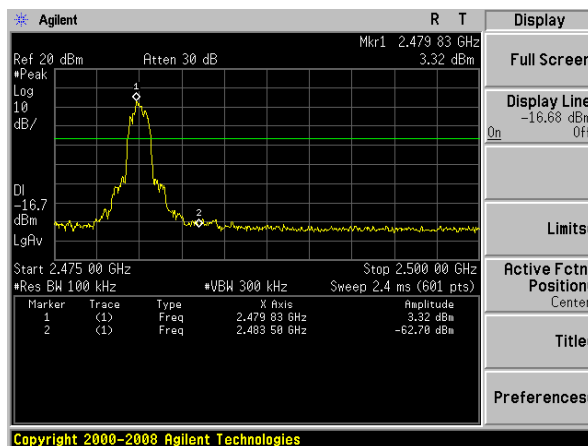 Agilent R T
Mkr1 2.479 83 GHz
Ref 20 dBm Atten 30 dB 3.32 dBm
#Peak
Log
10
dB/
1
2
DI
-16.7
dBm
LgAv
Start 2.475 00 GHz Stop 2.500 00 GHz
#Res BW 100 kHz #VBW 300 kHz Sweep 2.4 ms (601 pts)
Marker Trace Type X Axis Amplitude
1 (1) Freq 2.479 83 GHz 3.32 dBm
2 (1) Freq 2.483 50 GHz -62.70 dBm
Copyright 2000-2008 Agilent Technologies
Display
Full Screen
Display Line
-16.68 dBm
On Off
Limits
Active Fctn
Position
Center
Title
Preferences